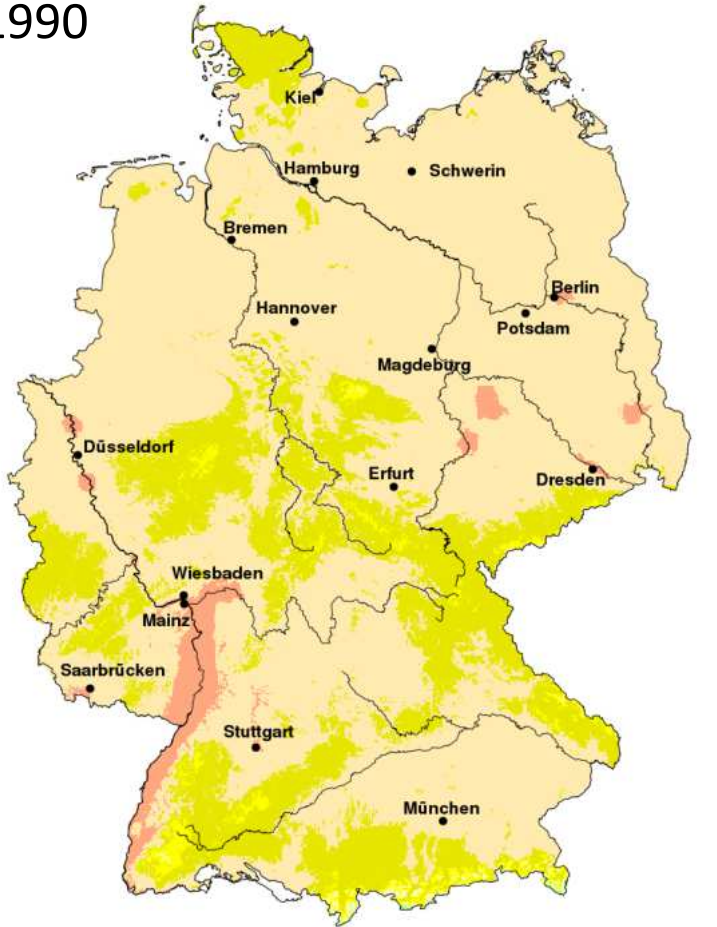 1990
Kiel
Hamburg
Schwerin
Bremen
Berlin
Hannover
Potsdam
Magdeburg
Düsseldorf
Erfurt
Dresden
Wiesbaden
Mainz
Saarbrücken
Stuttgart
München